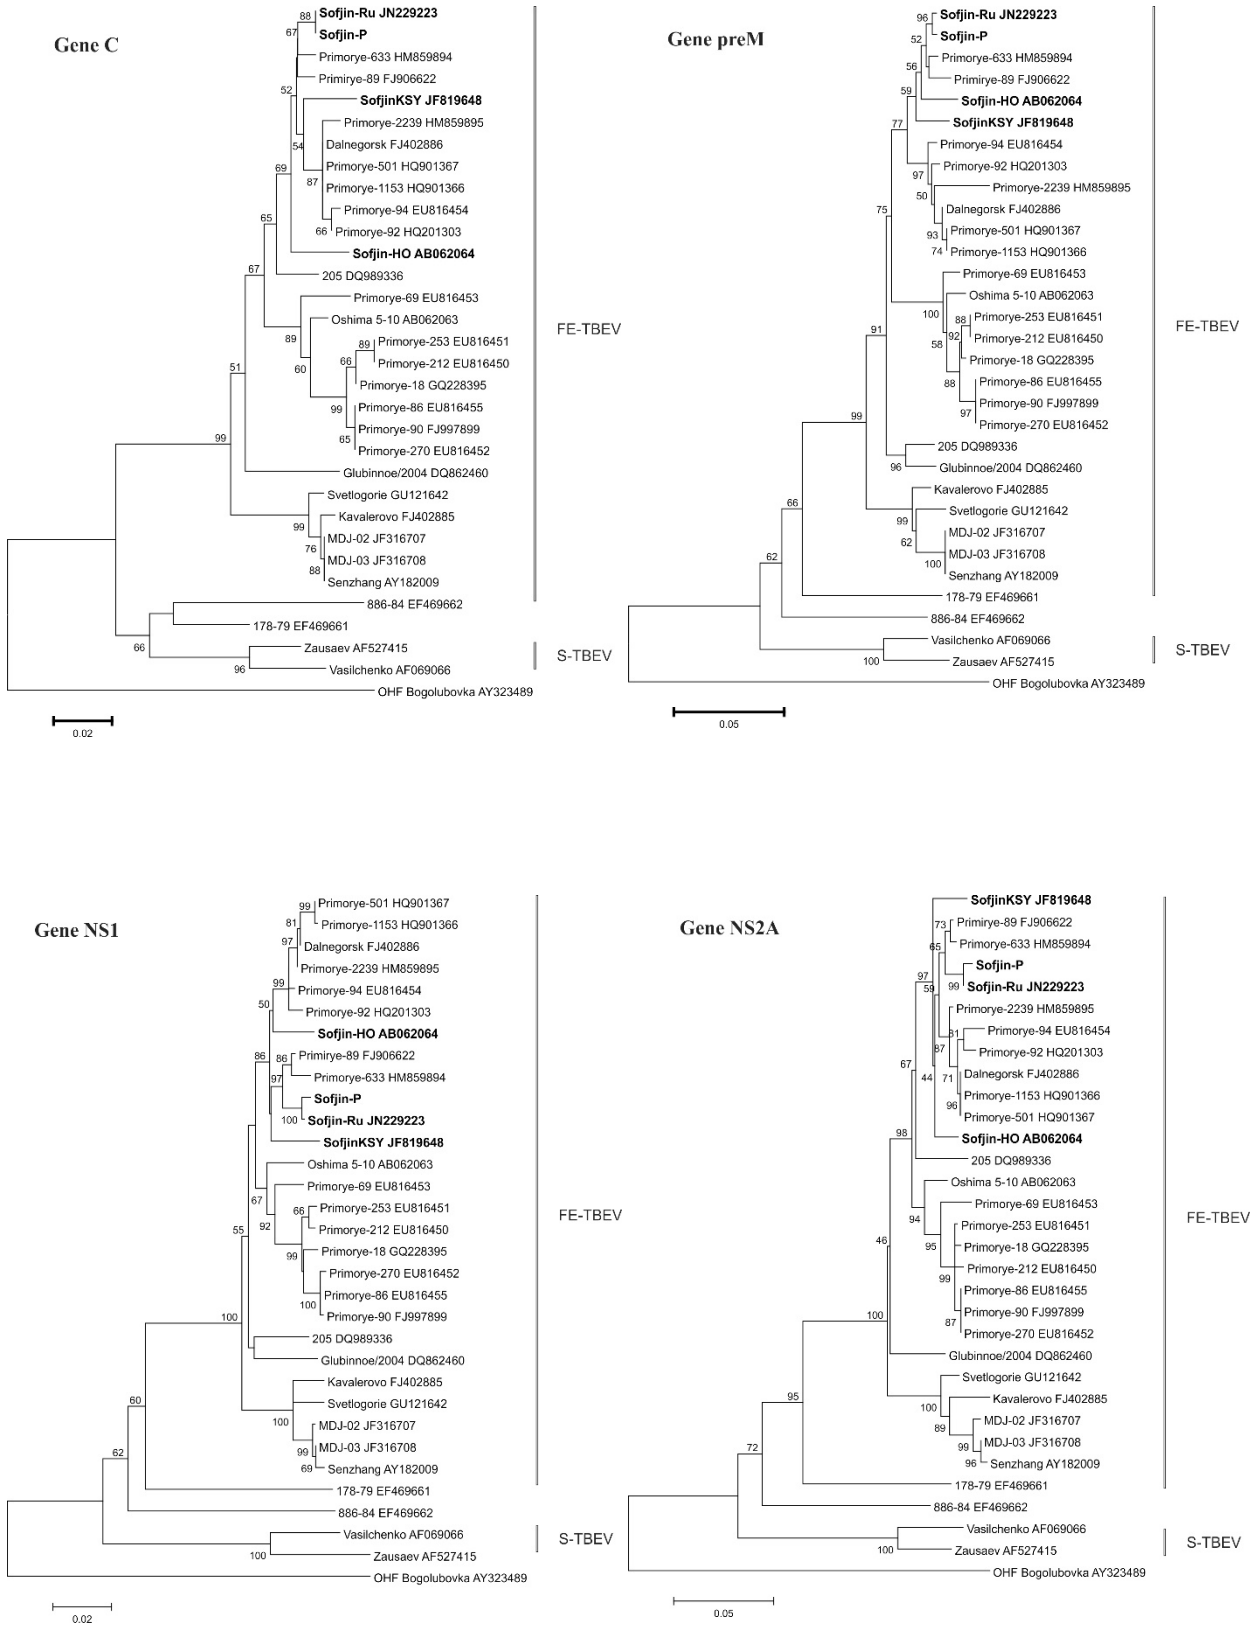 Gene C
88
Sofjin-Ru JN229223
67
Sofjin-P
Primorye-633 HM859894
Primirye-89 FJ906622
52
SofjinKSY JF819648
Primorye-2239 HM859895
54
Dalnegorsk FJ402886
Primorye-501 HQ901367
69
87
Primorye-1153 HQ901366
Primorye-94 EU816454
65
66
Primorye-92 HQ201303
Sofjin-HO AB062064
67
205 DQ989336
Primorye-69 EU816453
Oshima 5-10 AB062063
89
89
Primorye-253 EU816451
66
60
Primorye-212 EU816450
51
Primorye-18 GQ228395
99
Primorye-86 EU816455
Primorye-90 FJ997899
99
65
Primorye-270 EU816452
Glubinnoe/2004 DQ862460
Svetlogorie GU121642
Kavalerovo FJ402885
99
MDJ-02 JF316707
76
MDJ-03 JF316708
88
Senzhang AY182009
886-84 EF469662
178-79 EF469661
66
Zausaev AF527415
96
Vasilchenko AF069066
OHF Bogolubovka AY323489
FE-TBEV
S-TBEV
0.02
Gene preM
96
Sofjin-Ru JN229223
52
Sofjin-P
Primorye-633 HM859894
56
Primirye-89 FJ906622
59
Sofjin-HO AB062064
77
SofjinKSY JF819648
Primorye-94 EU816454
Primorye-92 HQ201303
97
Primorye-2239 HM859895
50
75
Dalnegorsk FJ402886
93
Primorye-501 HQ901367
74
Primorye-1153 HQ901366
Primorye-69 EU816453
Oshima 5-10 AB062063
100
88
Primorye-253 EU816451
91
92
Primorye-212 EU816450
58
Primorye-18 GQ228395
88
Primorye-86 EU816455
Primorye-90 FJ997899
97
99
Primorye-270 EU816452
205 DQ989336
96
Glubinnoe/2004 DQ862460
Kavalerovo FJ402885
66
Svetlogorie GU121642
99
MDJ-02 JF316707
62
MDJ-03 JF316708
62
100
Senzhang AY182009
178-79 EF469661
886-84 EF469662
Vasilchenko AF069066
100
Zausaev AF527415
OHF Bogolubovka AY323489
FE-TBEV
S-TBEV
0.05
Gene NS1
99
Primorye-501 HQ901367
81
Primorye-1153 HQ901366
97
Dalnegorsk FJ402886
Primorye-2239 HM859895
99
Primorye-94 EU816454
50
Primorye-92 HQ201303
Sofjin-HO AB062064
86
86
Primirye-89 FJ906622
97
Primorye-633 HM859894
Sofjin-P
100
Sofjin-Ru JN229223
SofjinKSY JF819648
Oshima 5-10 AB062063
67
Primorye-69 EU816453
66
Primorye-253 EU816451
92
55
Primorye-212 EU816450
99
Primorye-18 GQ228395
Primorye-270 EU816452
Primorye-86 EU816455
100
100
Primorye-90 FJ997899
205 DQ989336
Glubinnoe/2004 DQ862460
Kavalerovo FJ402885
60
Svetlogorie GU121642
100
MDJ-02 JF316707
62
99
MDJ-03 JF316708
69
Senzhang AY182009
178-79 EF469661
886-84 EF469662
Vasilchenko AF069066
100
Zausaev AF527415
OHF Bogolubovka AY323489
FE-TBEV
S-TBEV
0.02
Gene NS2A
SofjinKSY JF819648
73
Primirye-89 FJ906622
65
Primorye-633 HM859894
Sofjin-P
97
59
99
Sofjin-Ru JN229223
Primorye-2239 HM859895
81
Primorye-94 EU816454
87
Primorye-92 HQ201303
67
44
71
Dalnegorsk FJ402886
Primorye-1153 HQ901366
96
Primorye-501 HQ901367
98
Sofjin-HO AB062064
205 DQ989336
Oshima 5-10 AB062063
Primorye-69 EU816453
94
Primorye-253 EU816451
46
95
Primorye-18 GQ228395
Primorye-212 EU816450
99
Primorye-86 EU816455
Primorye-90 FJ997899
100
87
Primorye-270 EU816452
Glubinnoe/2004 DQ862460
Svetlogorie GU121642
95
Kavalerovo FJ402885
100
MDJ-02 JF316707
89
MDJ-03 JF316708
72
99
96
Senzhang AY182009
178-79 EF469661
886-84 EF469662
Vasilchenko AF069066
100
Zausaev AF527415
OHF Bogolubovka AY323489
FE-TBEV
S-TBEV
0.05